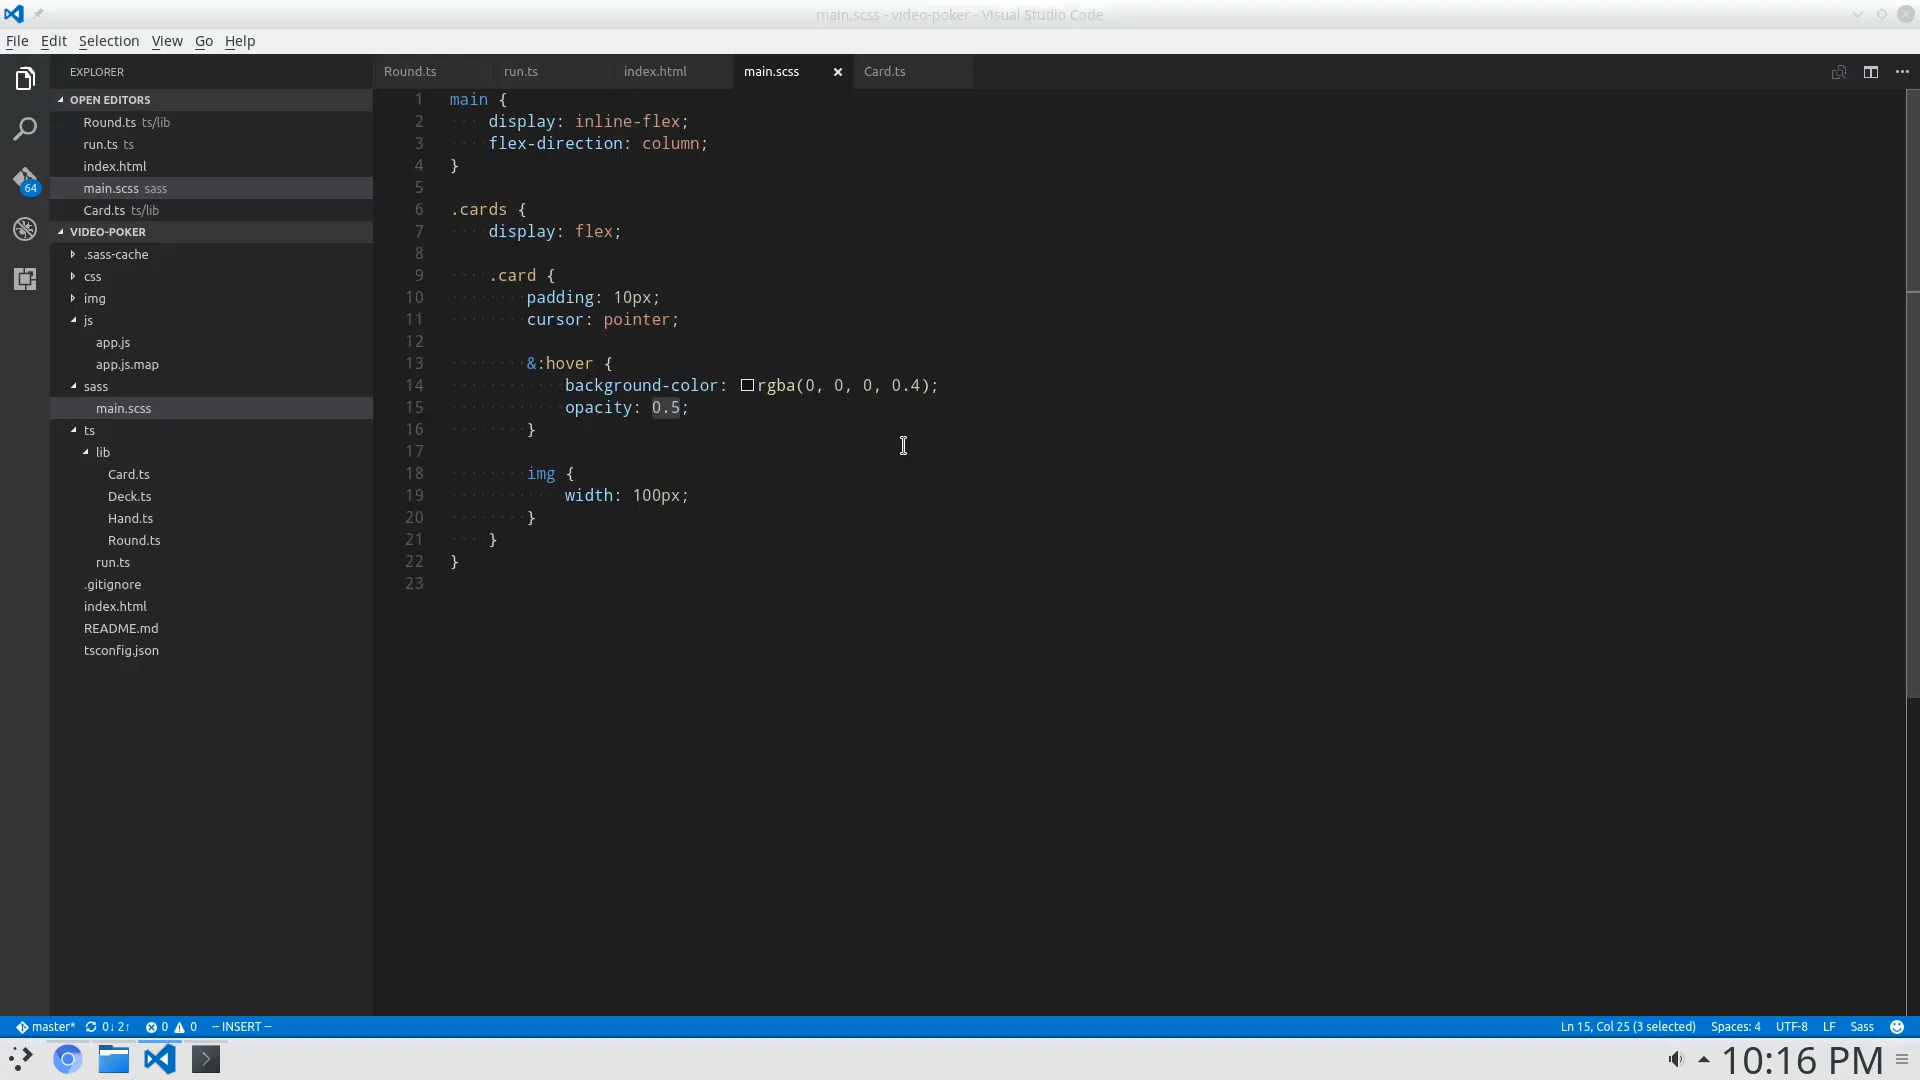 main.scss - video-poker - Visual Studio Code
File Edit Selection View Go Help
EXPLORER
OPEN EDITORS
Round.ts ts/lib
run.ts ts
index.html
main.scss sass
Card.ts ts/lib
VIDEO-POKER
.sass-cache
css
img
js
app.js
app.js.map
sass
main.scss
ts
lib
Card.ts
Deck.ts
Hand.ts
Round.ts
run.ts
.gitignore
index.html
README.md
tsconfig.json
64
Round.ts run.ts index.html main.scss Card.ts
1 main {
2 display: inline-flex;
3 flex-direction: column;
4 }
5
6 .cards {
7 display: flex;
8
9 .card {
10 padding: 10px;
11 cursor: pointer;
12
13 &:hover {
14 background-color: rgba(0, 0, 0, 0.4);
15 opacity: 0.5;
16 }
17
18 img {
19 width: 100px;
20 }
21 }
22 }
23
master* 0↓ 2↑ 0 0 -- INSERT -- Ln 15, Col 25 (3 selected) Spaces: 4 UTF-8 LF Sass
10:16 PM